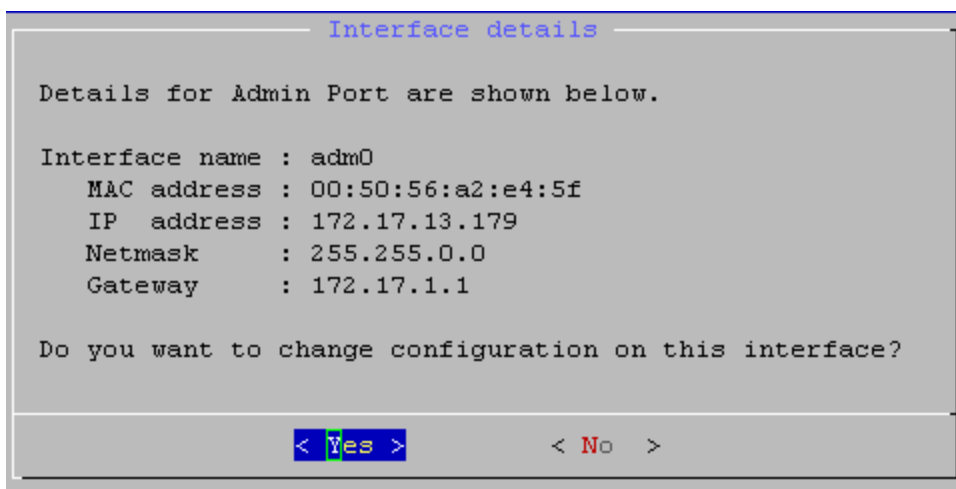 Interface details
Details for Admin Port are shown below.
Interface name : adm0
MAC address : 00:50:56:a2:e4:5f
IP address : 172.17.13.179
Netmask : 255.255.0.0
Gateway : 172.17.1.1
Do you want to change configuration on this interface?
< Yes > < No >